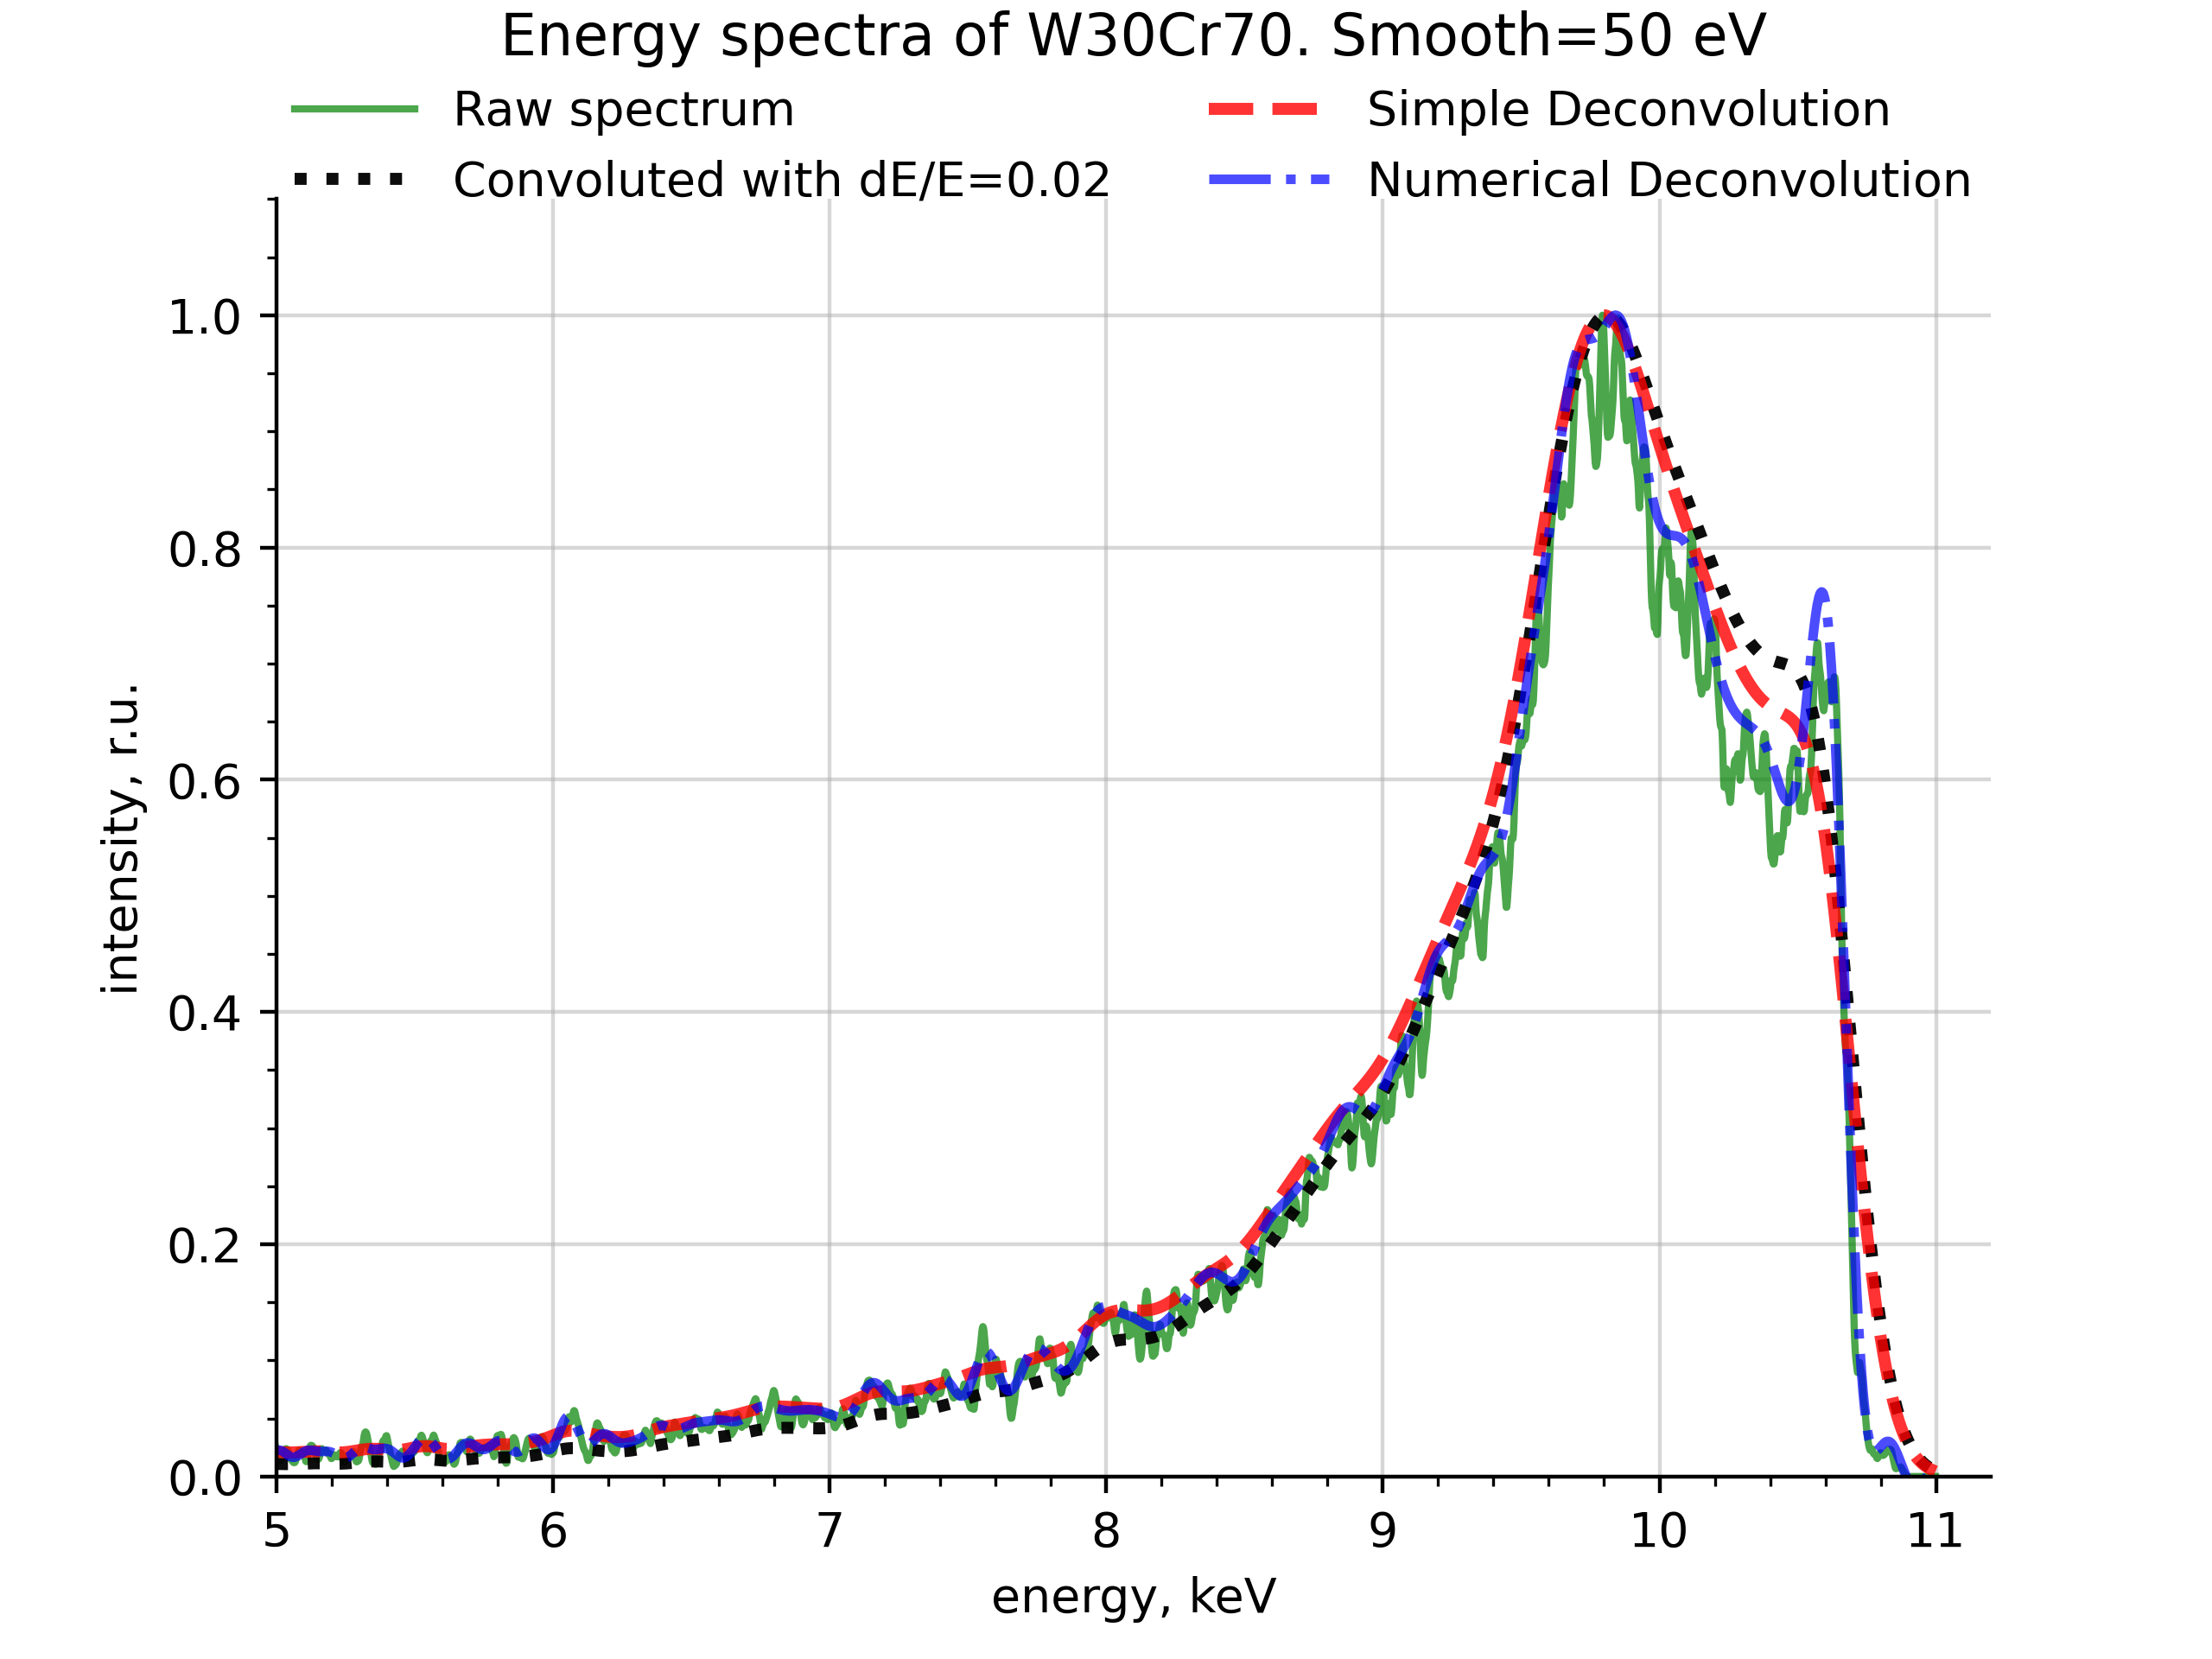 Energy spectra of W30Cr70. Smooth=50 eV
Raw spectrum
Convoluted with dE/E=0.02
Simple Deconvolution
Numerical Deconvolution
intensity, r.u.
1.0
0.8
0.6
0.4
0.2
0.0
5 6 7 8 9 10 11
energy, keV